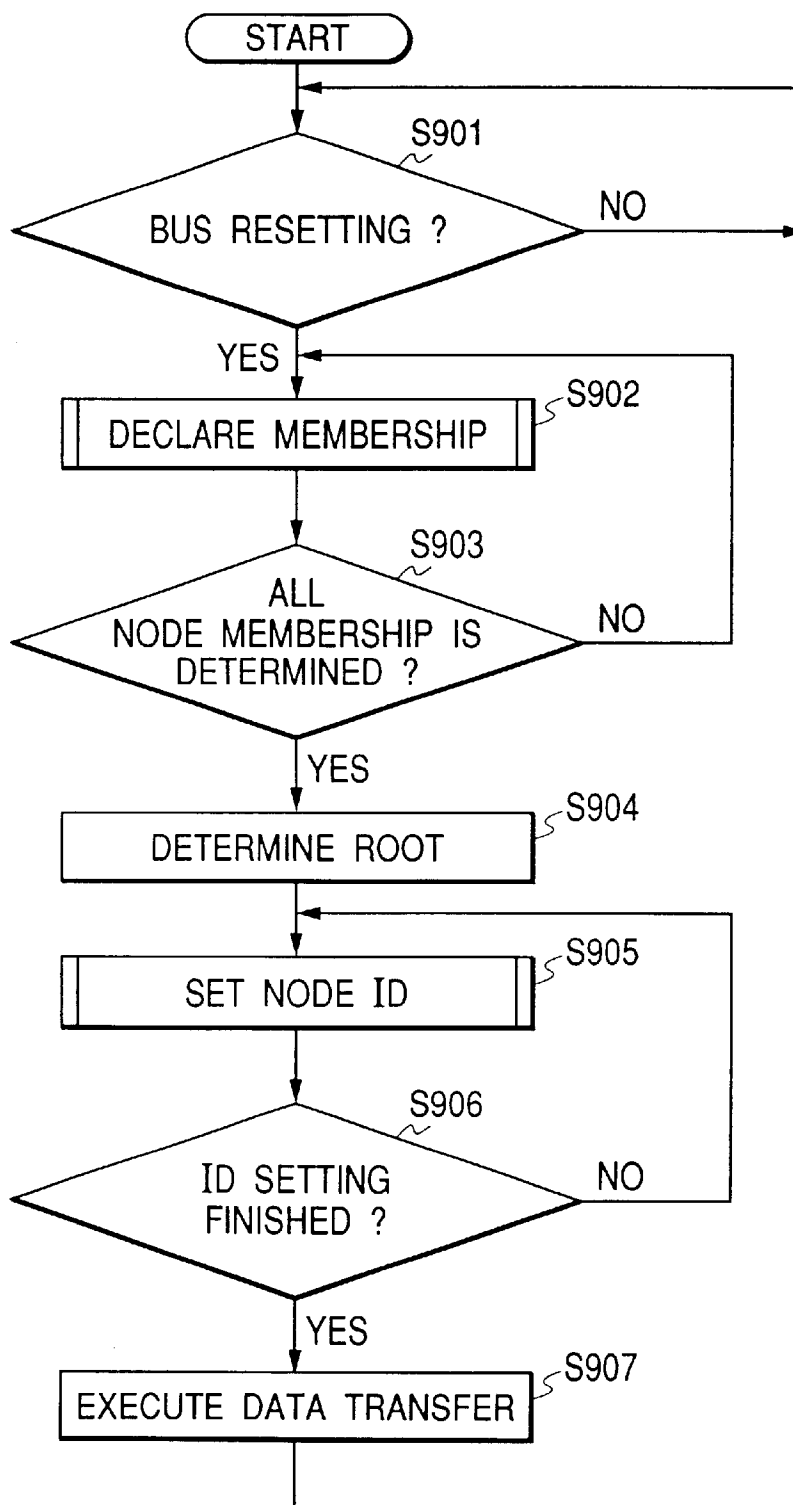 START
S901
BUS RESETTING ?
NO
YES
S902
DECLARE MEMBERSHIP
S903
ALL
NODE MEMBERSHIP IS
DETERMINED ?
NO
YES
S904
DETERMINE ROOT
S905
SET NODE ID
S906
ID SETTING
FINISHED ?
NO
YES
S907
EXECUTE DATA TRANSFER